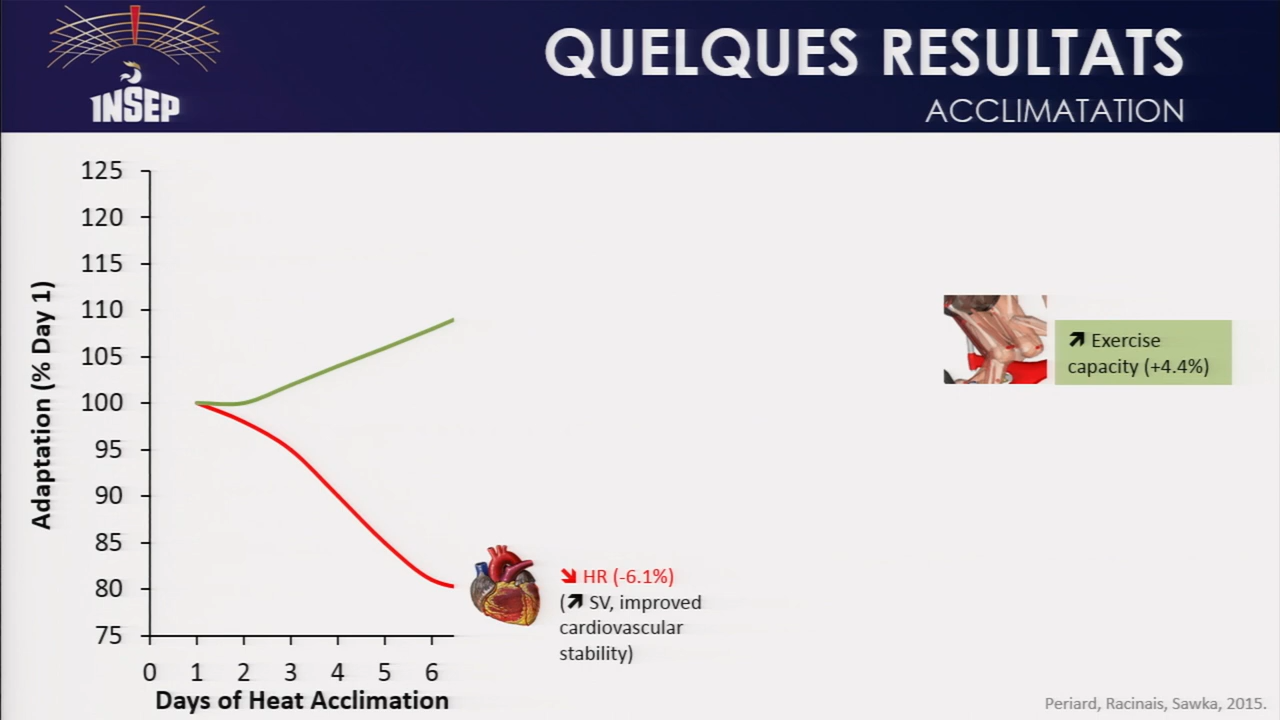 INSEP
QUELQUES RESULTATS
ACCLIMATATION
125
120
115
110
105
100
95
90
85
80
75
Adaptation (% Day 1)
0 1 2 3 4 5 6
Days of Heat Acclimation
↘ HR (-6.1%)
(↗ SV, improved
cardiovascular
stability)
↗ Exercise
capacity (+4.4%)
Periard, Racinais, Sawka, 2015.